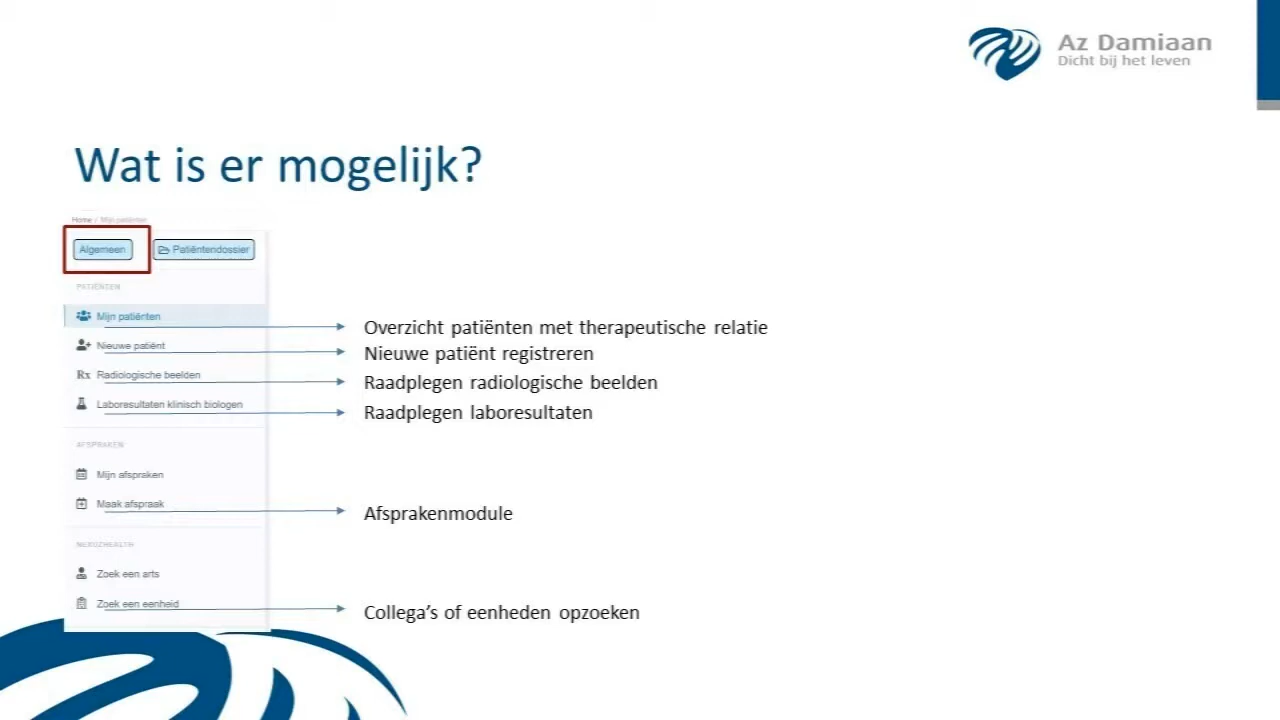 Az Damiaan
Dicht bij het leven
Wat is er mogelijk?
Home / Mijn patiënten
Algemeen
Patiëntendossier
PATIËNTEN
Mijn patiënten
Overzicht patiënten met therapeutische relatie
Nieuwe patiënt
Nieuwe patiënt registreren
Rx Radiologische beelden
Raadplegen radiologische beelden
Laboresultaten klinisch biologen
Raadplegen laboresultaten
AFSPRAKEN
Mijn afspraken
Maak afspraak
Afsprakenmodule
NEXUZHEALTH
Zoek een arts
Zoek een eenheid
Collega’s of eenheden opzoeken